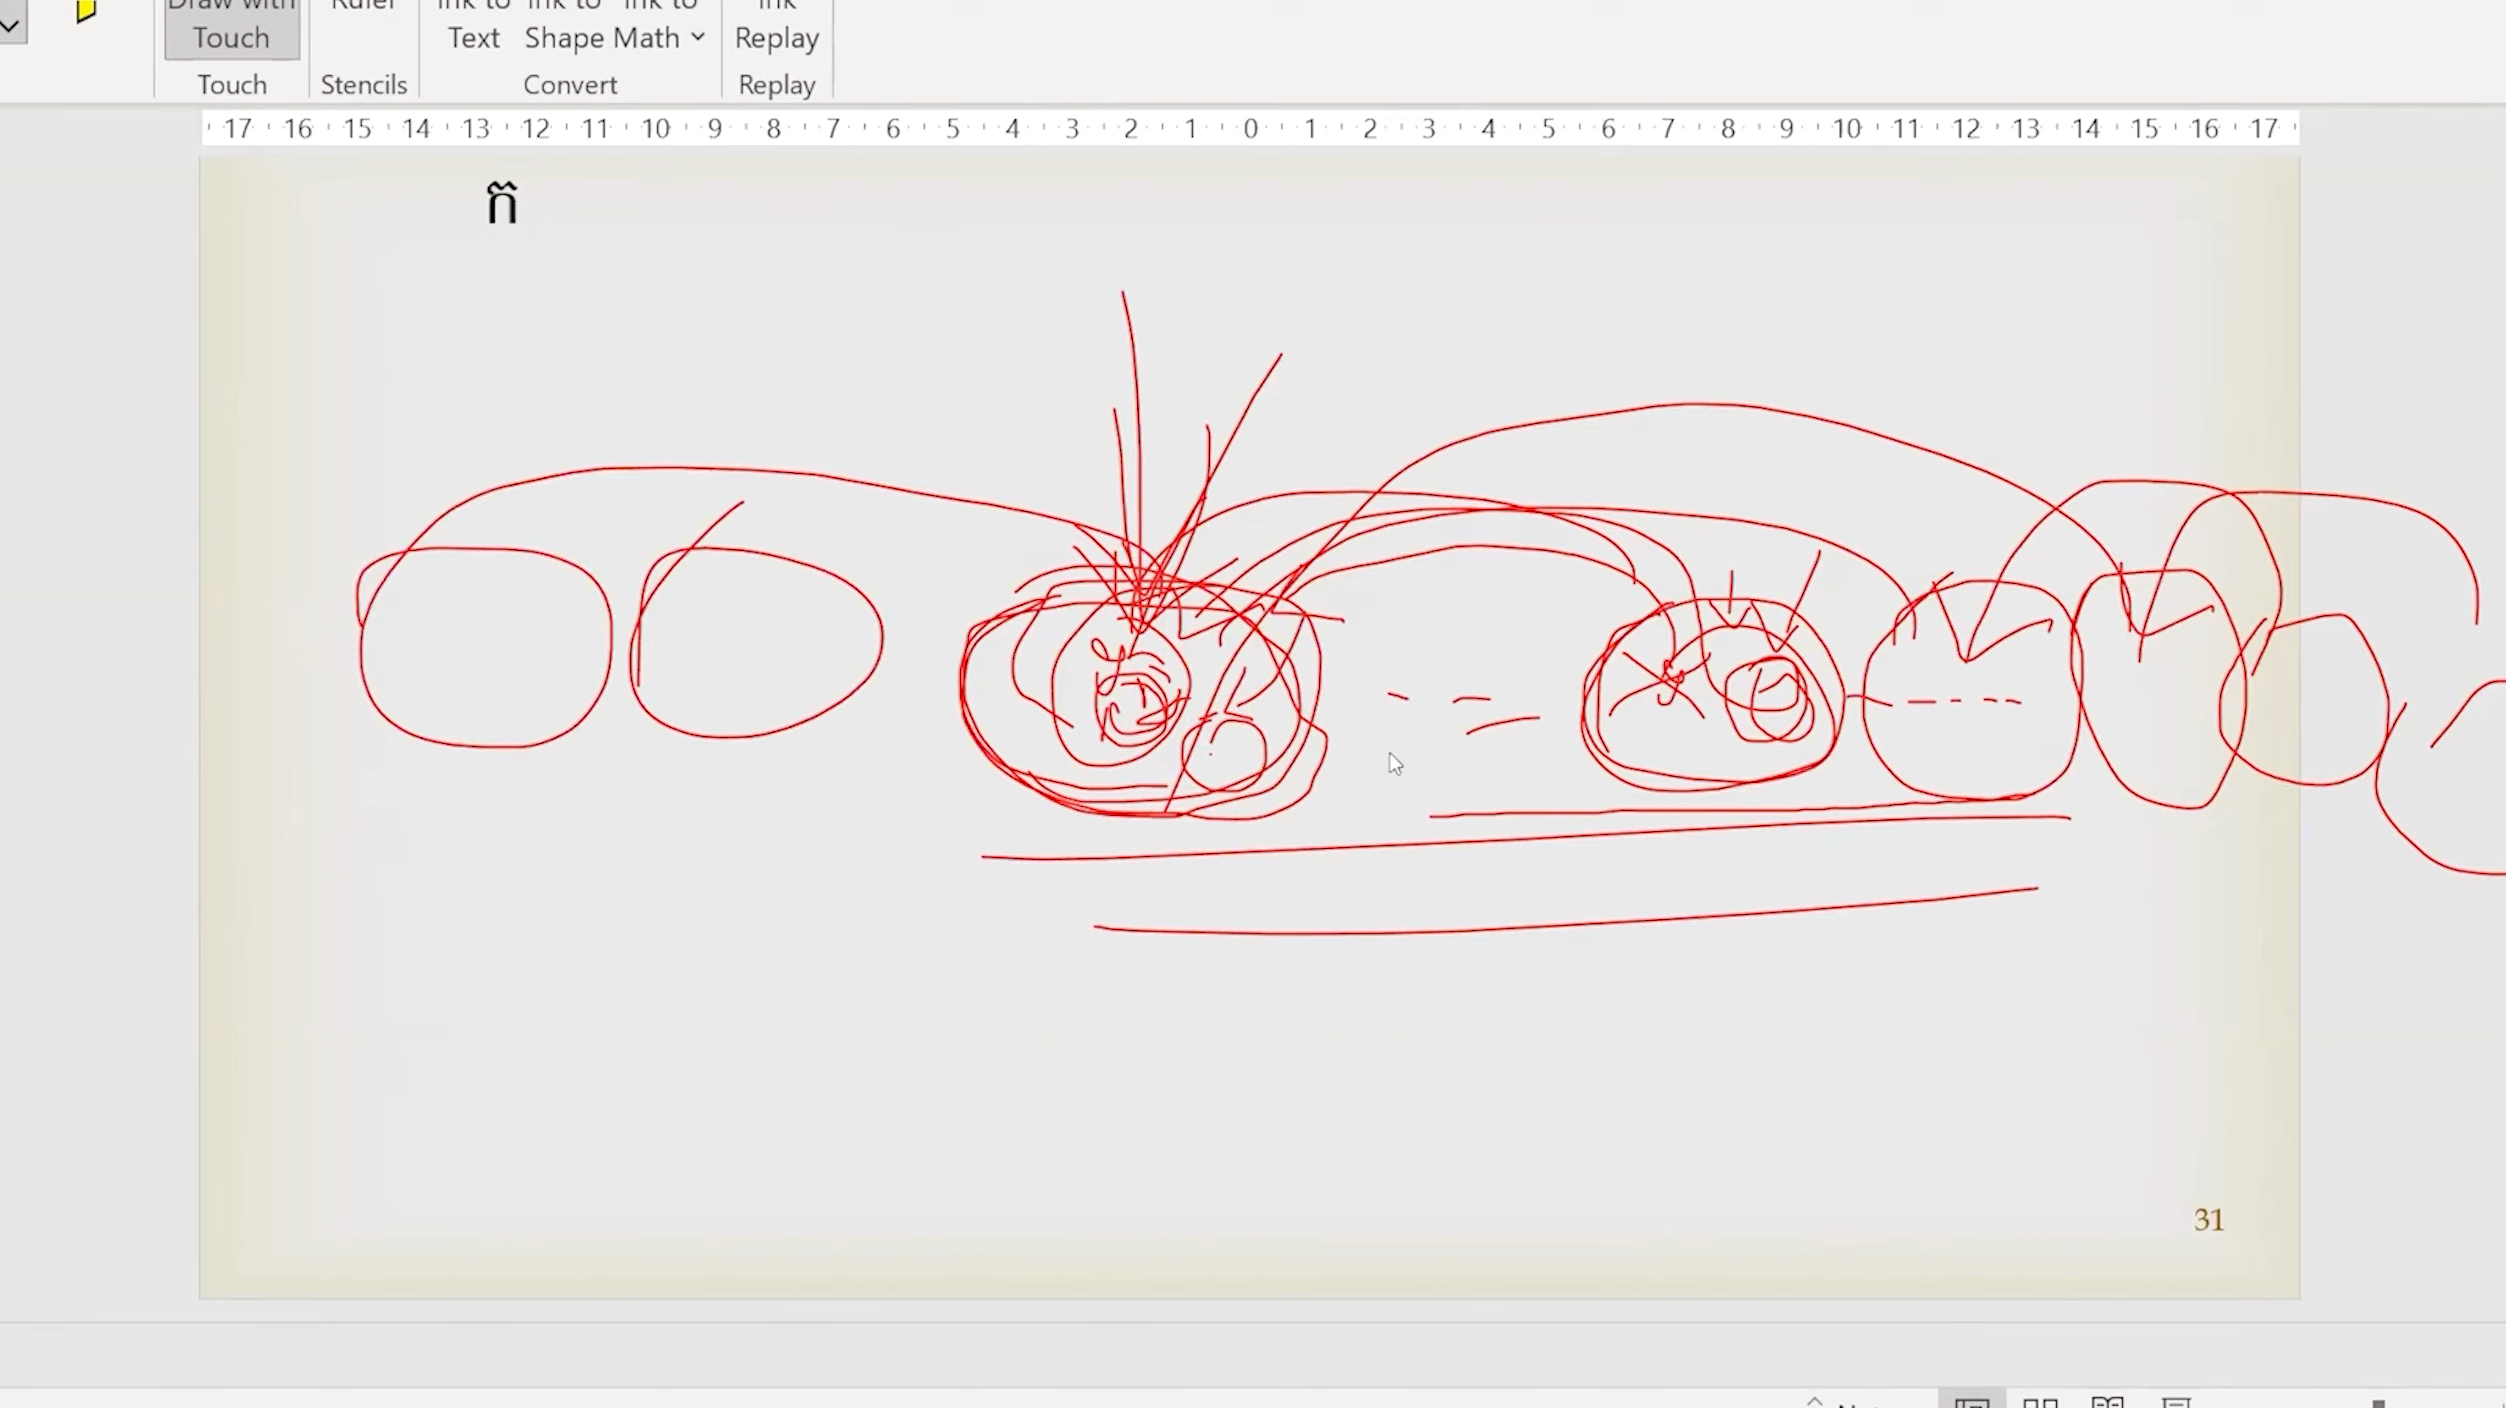 Draw with Ruler Ink to Ink to Ink to Ink
Touch Text Shape Math Replay
Touch Stencils Convert Replay
17 16 15 14 13 12 11 10 9 8 7 6 5 4 3 2 1 0 1 2 3 4 5 6 7 8 9 10 11 12 13 14 15 16 17
31